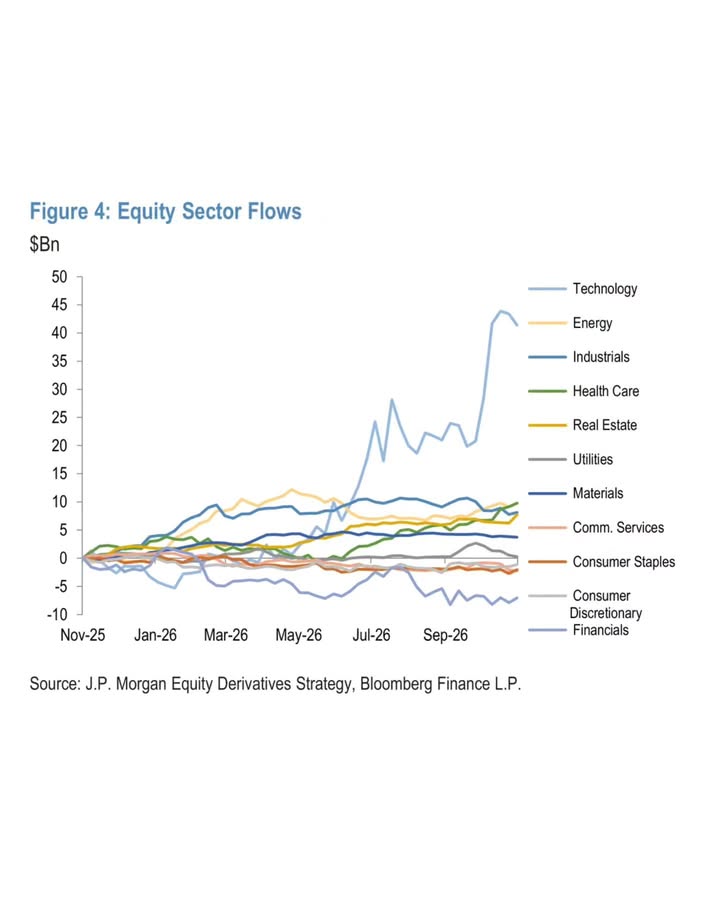 Figure 4: Equity Sector Flows
$Bn
50
45
40
35
30
25
20
15
10
5
0
-5
-10
Nov-25 Jan-26 Mar-26 May-26 Jul-26 Sep-26
Technology
Energy
Industrials
Health Care
Real Estate
Utilities
Materials
Comm. Services
Consumer Staples
Consumer
Discretionary
Financials
Source: J.P. Morgan Equity Derivatives Strategy, Bloomberg Finance L.P.